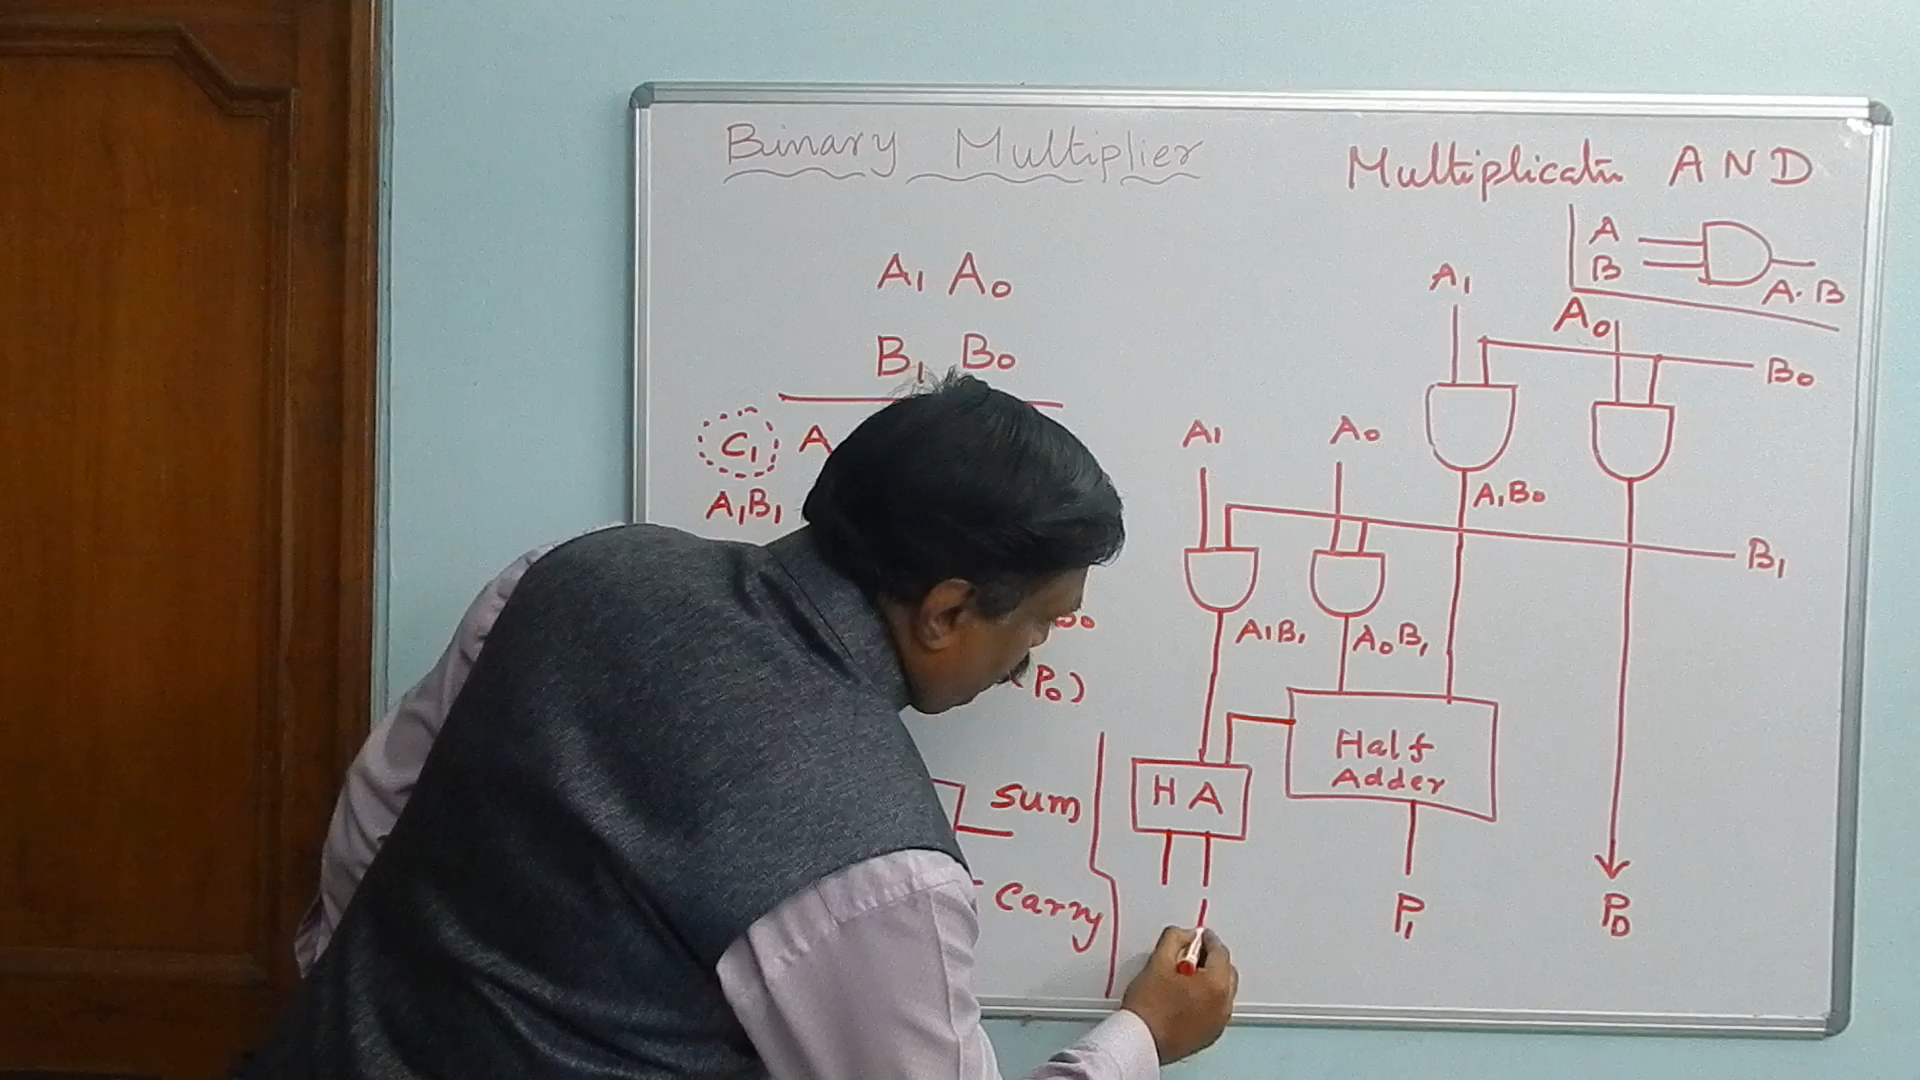 Binary Multiplier
Multiplicatn AND
A
B
A.B
A1 A0
B1 B0
C1 A
A1B1
P0)
Sum
Carry
A1
A0
B0
A1B0
A1
A0
B1
A1B1
A0B1
Half
Adder
HA
P1
P0